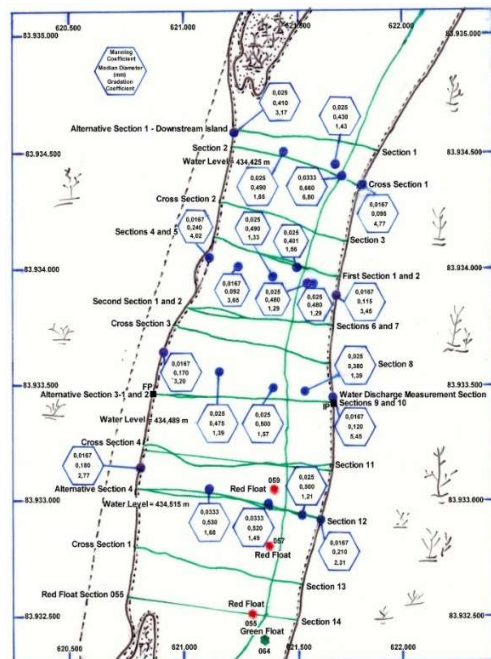 620.500
621.000
621.500
622.000
83.935.000
83.935.000
Manning
Coefficient
Median Diameter
(mm)
Gradation
Coefficient
0,025
0,410
3,17
0,025
0,430
1,43
Alternative Section 1 - Downstream Island
Section 2
Section 1
83.934.500
83.934.500
Water Level = 434,425 m
0,025
0,490
1,98
0,0333
0,660
6,80
Cross Section 1
0,0167
0,095
4,77
Cross Section 2
0,0167
0,240
4,02
0,025
0,490
1,33
0,025
0,401
1,56
Sections 4 and 5
Section 3
83.934.000
83.934.000
0,0167
0,092
3,65
0,025
0,480
1,29
0,025
0,480
1,29
First Section 1 and 2
0,0167
0,115
3,45
Second Section 1 and 2
Sections 6 and 7
Cross Section 3
0,0167
0,170
3,20
0,025
0,380
1,39
Section 8
83.933.500
83.933.500
FP
Alternative Section 3-1 and 2
Water Discharge Measurement Section
Sections 9 and 10
IP
0,025
0,475
1,39
0,025
0,500
1,57
0,0167
0,120
5,45
Water Level =434,489 m
Cross Section 4
0,0167
0,180
2,77
Section 11
059
Red Float
0,025
0,500
1,21
Alternative Section 4
83.933.000
83.933.000
Water Level = 434,515 m
0,0333
0,530
1,68
0,0333
0,520
1,49
Section 12
0,0167
0,210
2,31
057
Red Float
Cross Section 1
Section 13
Red Float Section 055
Red Float
055
Section 14
83.932.500
83.932.500
Green Float
064
620.500
621.000
621.500
622.000